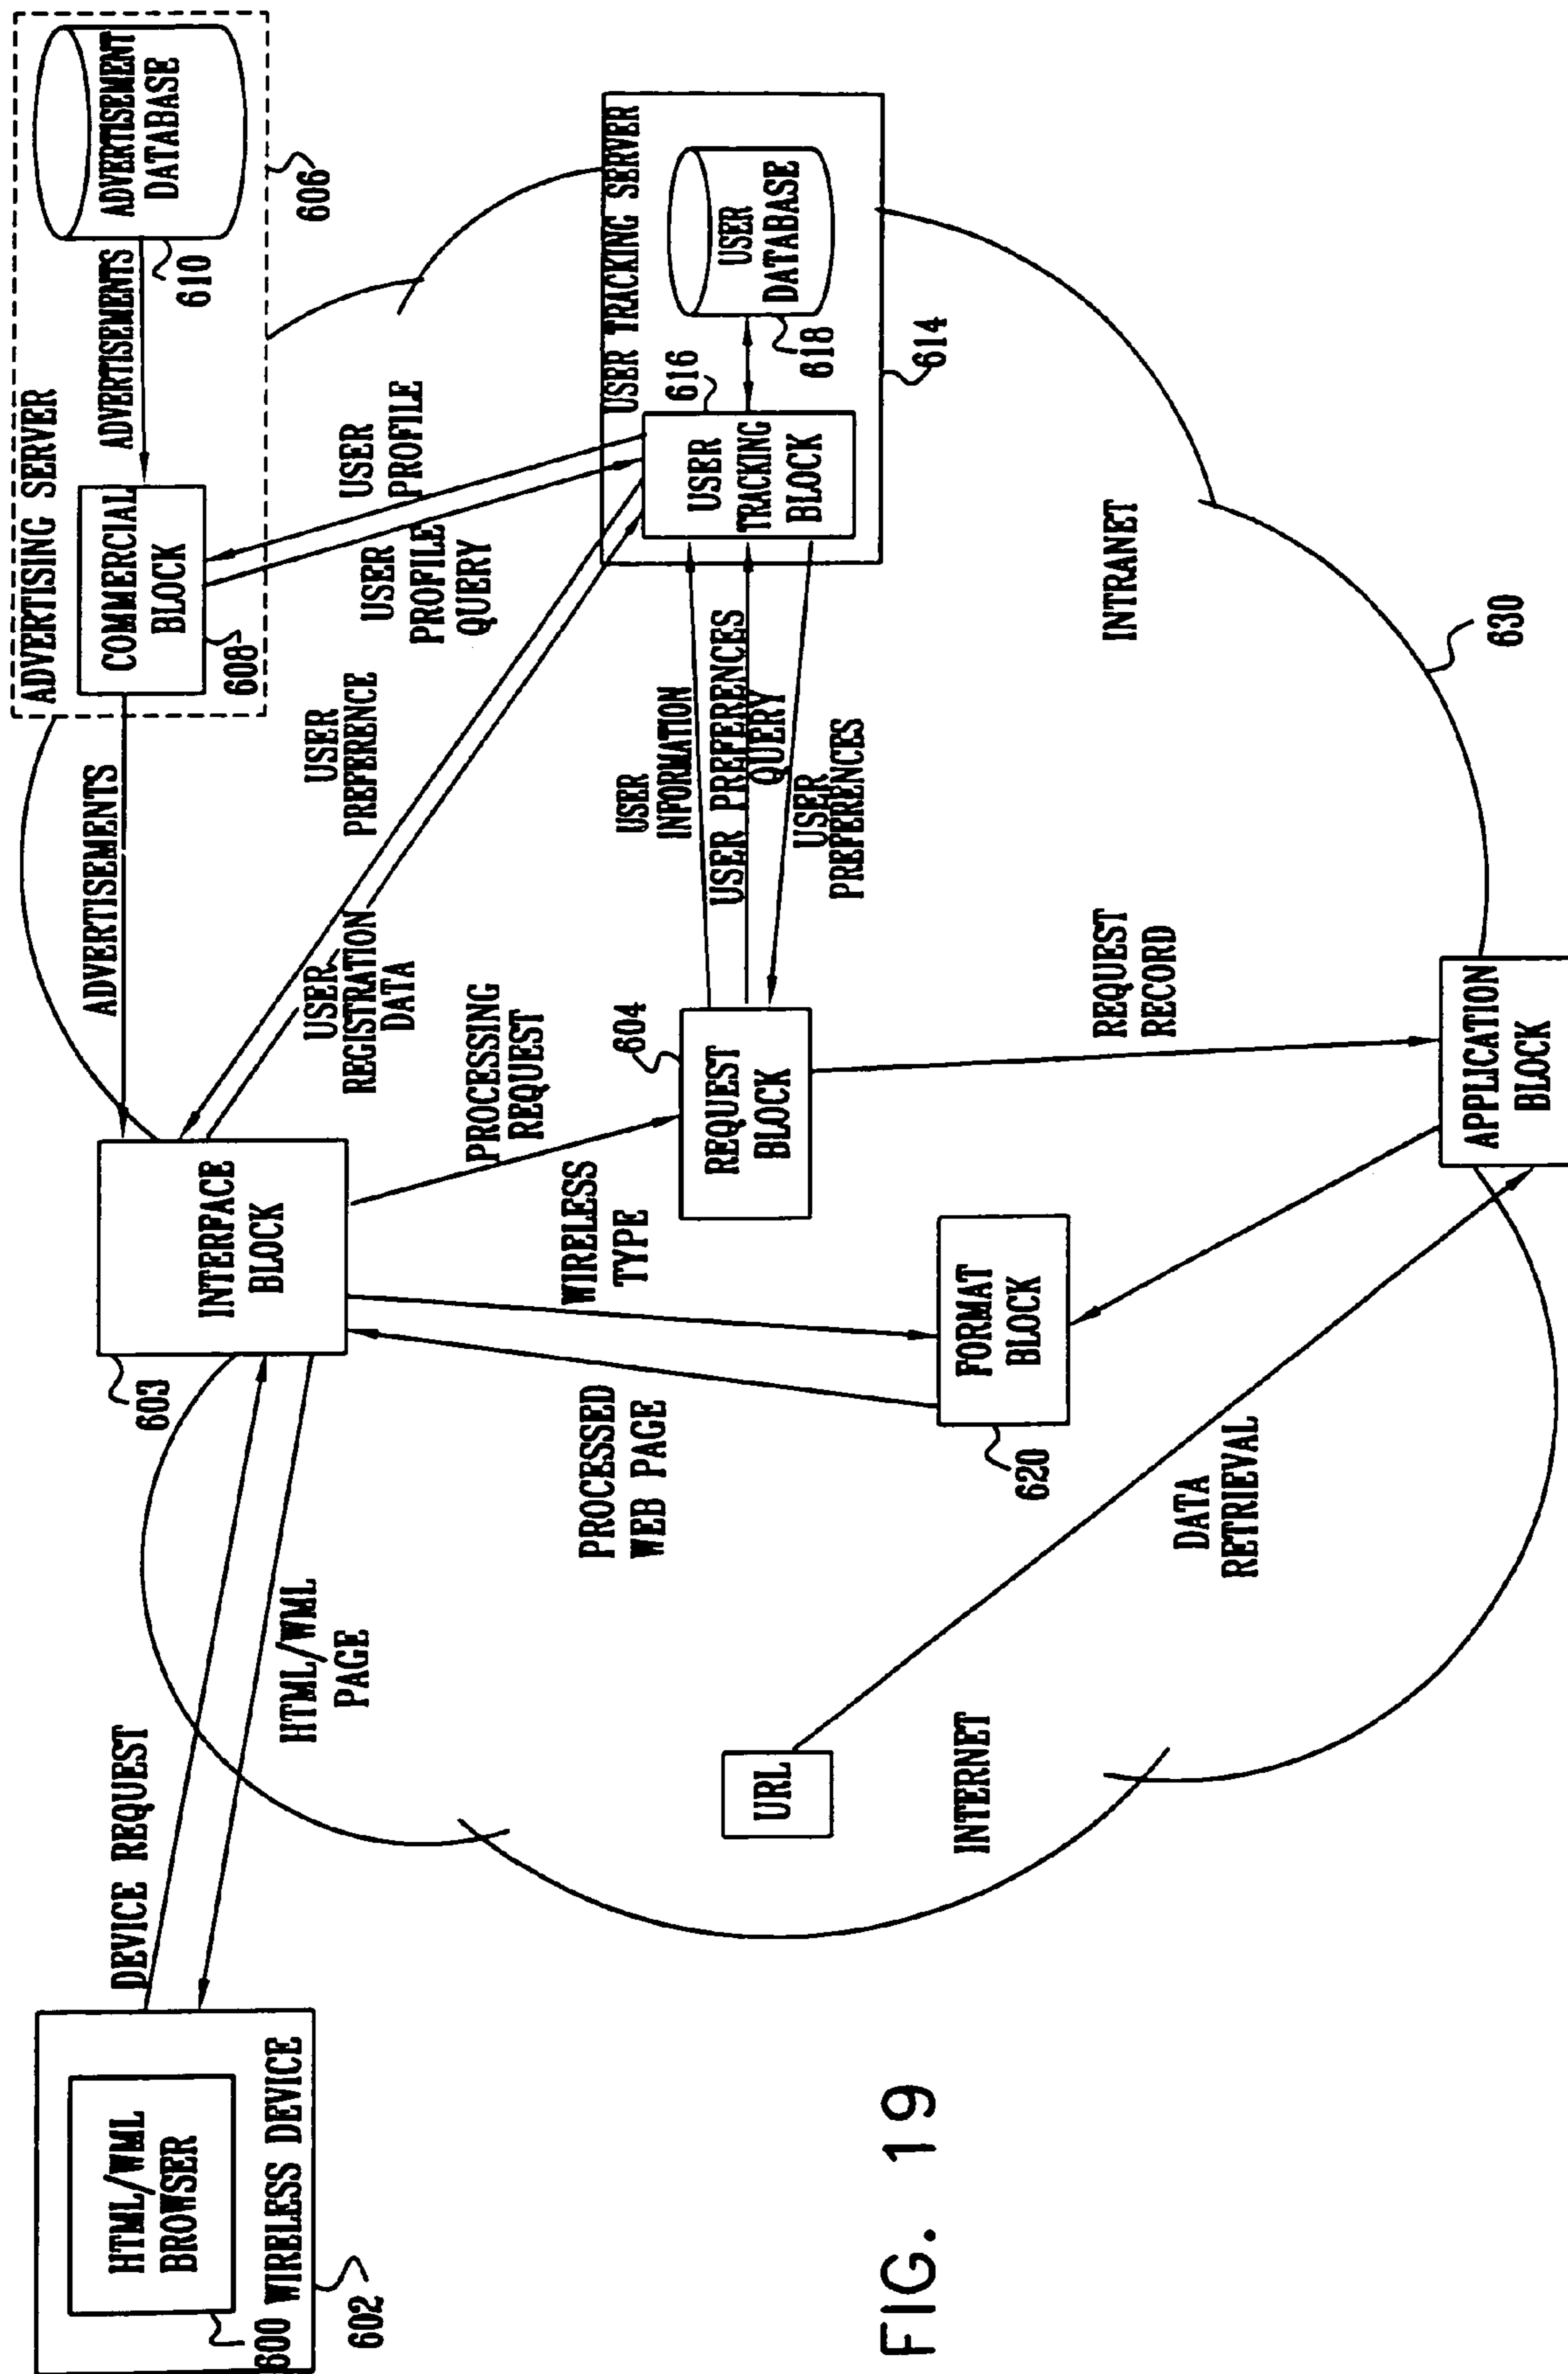 HTML/WML
BROWSER
600
WIRELESS DEVICE
602
DEVICE REQUEST
HTML/WML
PAGE
603
INTERFACE
BLOCK
ADVERTISEMENTS
ADVERTISING SERVER
COMMERCIAL
BLOCK
608
ADVERTISEMENTS
ADVERTISEMENT
DATABASE
610
606
USER
PREFERENCE
USER
REGISTRATION
DATA
USER
PROFILE
USER
PROFILE
QUERY
USER TRACKING SERVER
USER
TRACKING
BLOCK
616
USER
DATABASE
618
614
PROCESSING
REQUEST
604
REQUEST
BLOCK
USER
INFORMATION
USER PREFERENCES
QUERY
USER
PREFERENCES
WIRELESS
TYPE
PROCESSED
WEB PAGE
FORMAT
BLOCK
620
REQUEST
RECORD
URL
DATA
RETRIEVAL
INTERNET
INTRANET
630
APPLICATION
BLOCK
FIG. 19